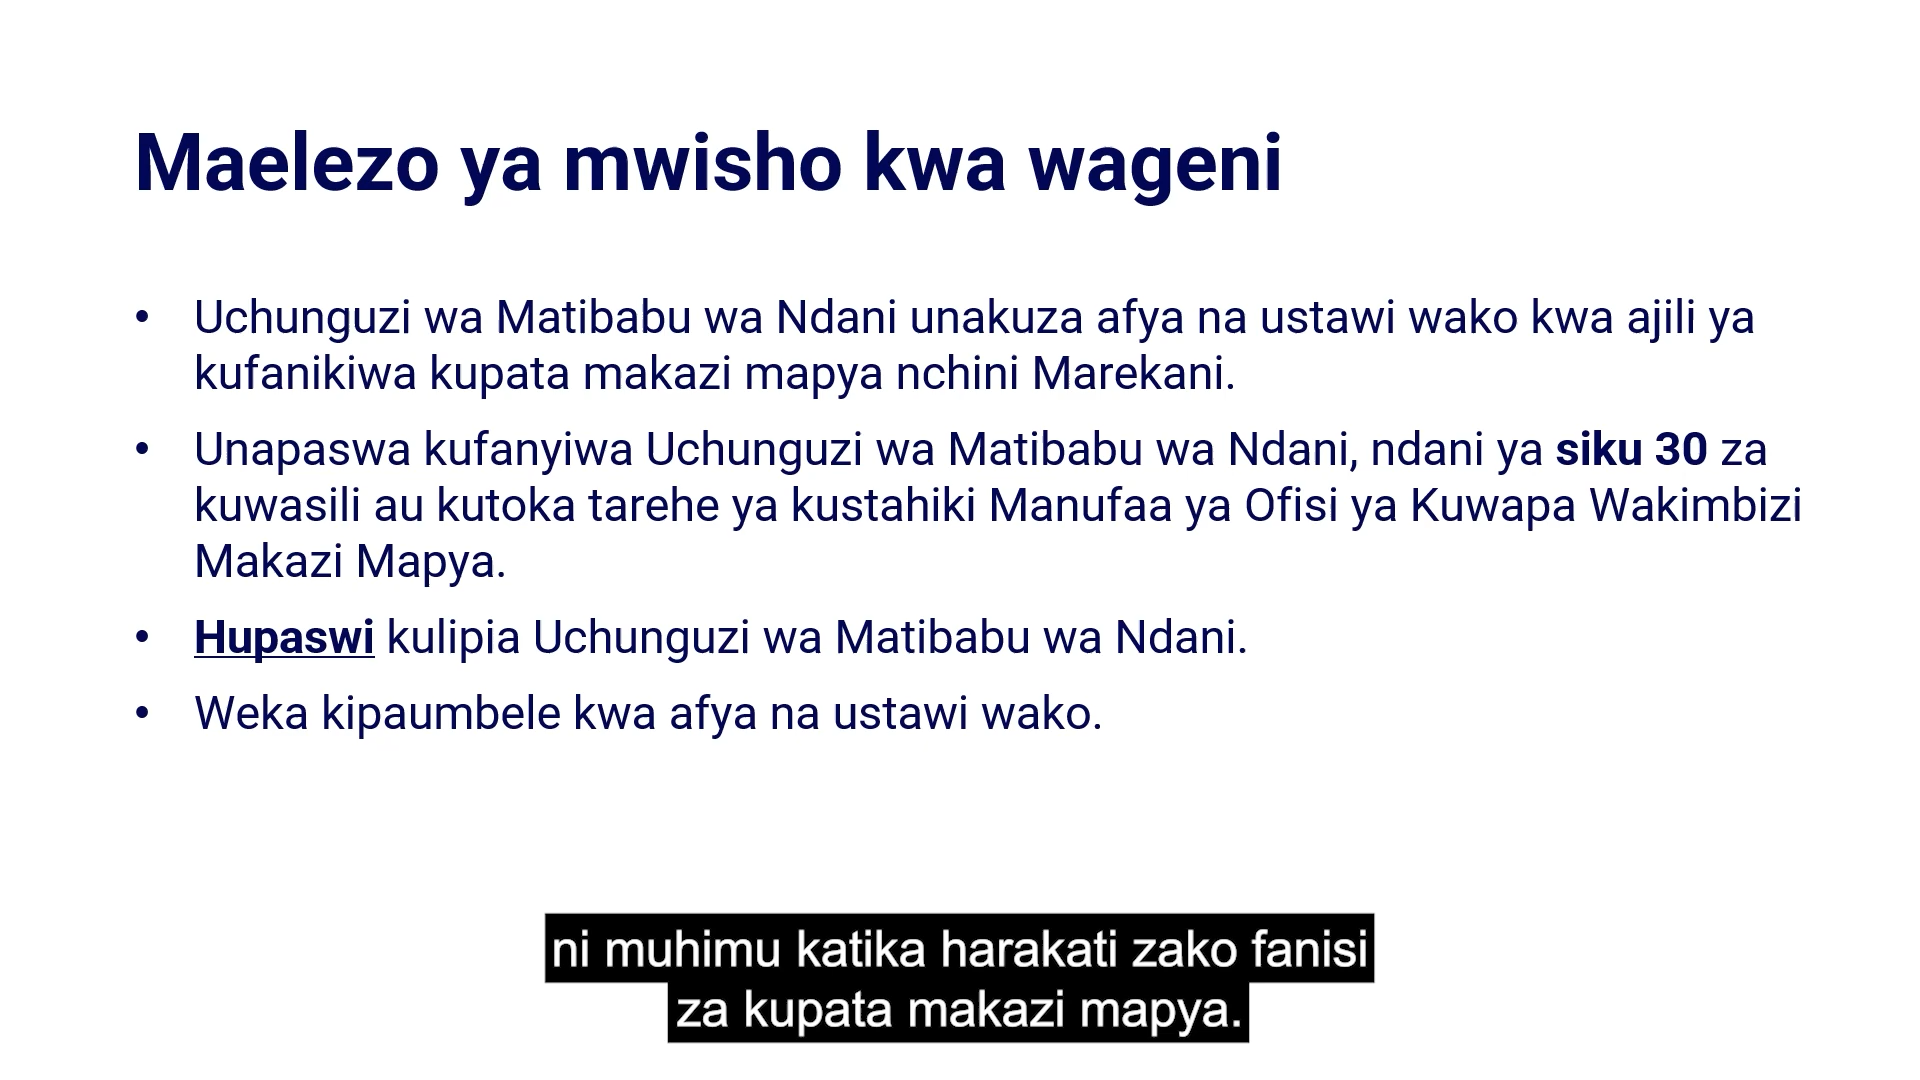 Maelezo ya mwisho kwa wageni
• Uchunguzi wa Matibabu wa Ndani unakuza afya na ustawi wako kwa ajili ya
kufanikiwa kupata makazi mapya nchini Marekani.
• Unapaswa kufanyiwa Uchunguzi wa Matibabu wa Ndani, ndani ya siku 30 za
kuwasili au kutoka tarehe ya kustahiki Manufaa ya Ofisi ya Kuwapa Wakimbizi
Makazi Mapya.
• Hupaswi kulipia Uchunguzi wa Matibabu wa Ndani.
• Weka kipaumbele kwa afya na ustawi wako.
ni muhimu katika harakati zako fanisi
za kupata makazi mapya.